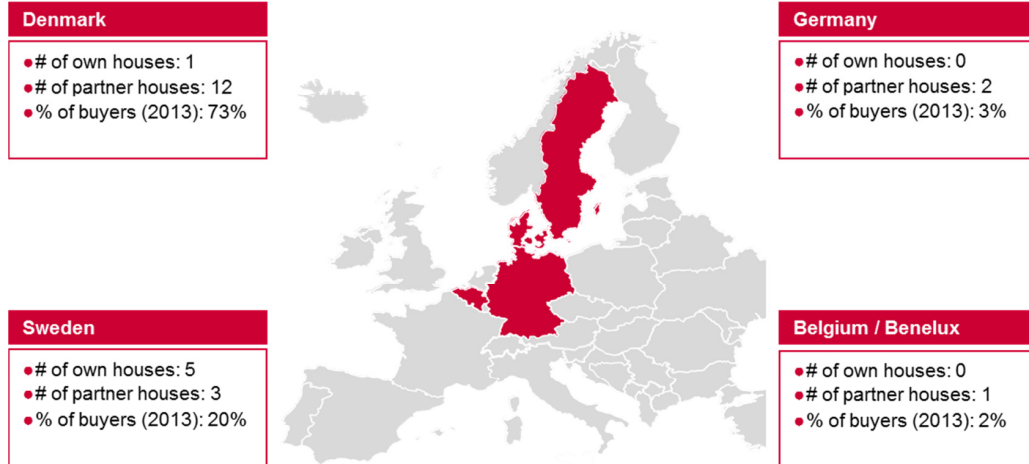 Denmark
# of own houses: 1
# of partner houses: 12
% of buyers (2013): 73%
Germany
# of own houses: 0
# of partner houses: 2
% of buyers (2013): 3%
Sweden
# of own houses: 5
# of partner houses: 3
% of buyers (2013): 20%
Belgium / Benelux
# of own houses: 0
# of partner houses: 1
% of buyers (2013): 2%